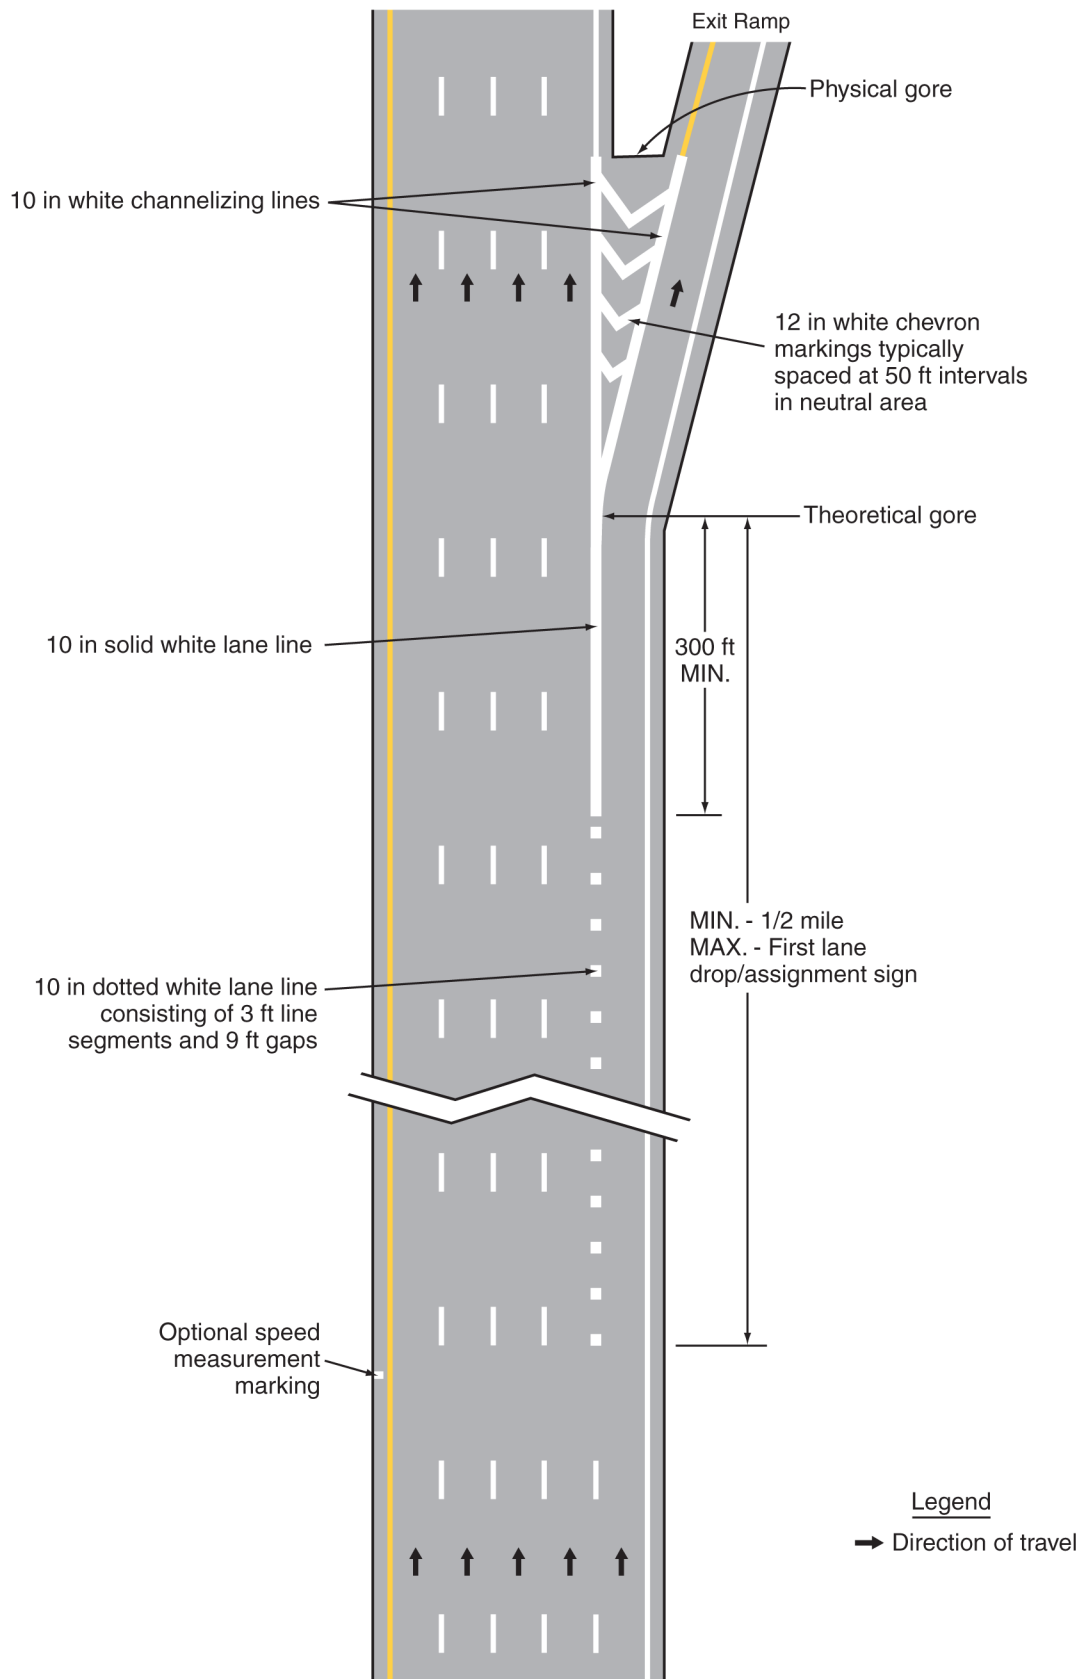 Exit Ramp
Physical gore
10 in white channelizing lines
12 in white chevron
markings typically
spaced at 50 ft intervals
in neutral area
Theoretical gore
10 in solid white lane line
300 ft
MIN.
MIN. - 1/2 mile
MAX. - First lane
drop/assignment sign
10 in dotted white lane line
consisting of 3 ft line
segments and 9 ft gaps
Optional speed
measurement
marking
Legend
Direction of travel